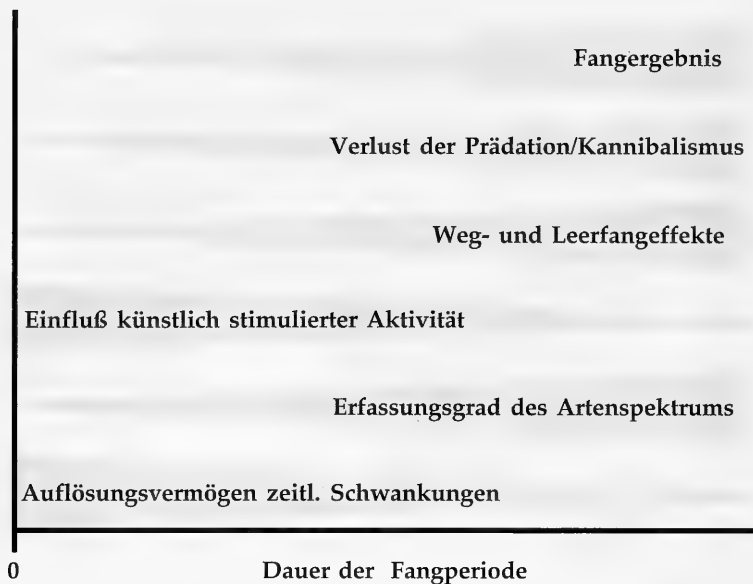 Fangergebnis
Verlust der Prädation/Kannibalismus
Weg- und Leerfangeffekte
Einfluß künstlich stimulierter Aktivität
Erfassungsgrad des Artenspektrums
Auflösungsvermögen zeitl. Schwankungen
0 Dauer der Fangperiode